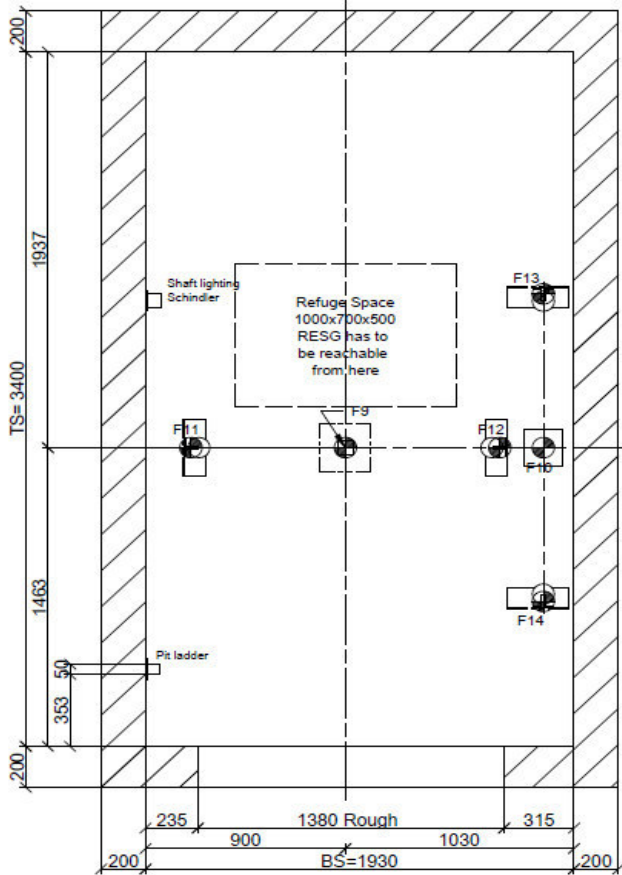 200
1937
TS= 3400
1463
50
353
200
Shaft lighting
Schindler
Refuge Space
1000x700x500
RESG has to
be reachable
from here
F13
F9
F11
F12
F10
F14
Pit ladder
235
1380 Rough
315
900
1030
200
BS=1930
200